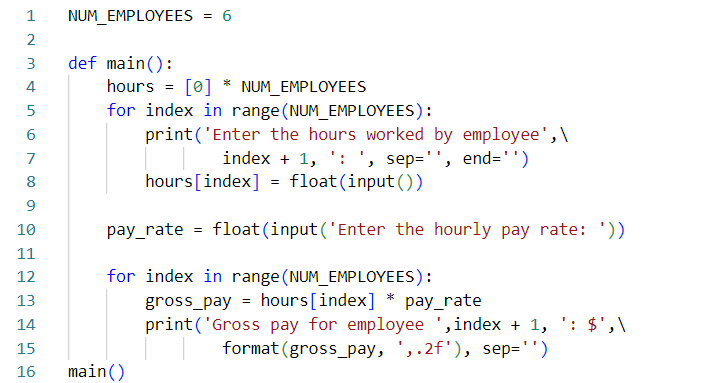 1 NUM_EMPLOYEES = 6
2
3 def main():
4     hours = [0] * NUM_EMPLOYEES
5     for index in range(NUM_EMPLOYEES):
6         print('Enter the hours worked by employee',\
7                 index + 1, ': ', sep='', end='')
8         hours[index] = float(input())
9
10     pay_rate = float(input('Enter the hourly pay rate: '))
11
12     for index in range(NUM_EMPLOYEES):
13         gross_pay = hours[index] * pay_rate
14         print('Gross pay for employee ',index + 1, ': $',\
15                 format(gross_pay, ',.2f'), sep='')
16 main()